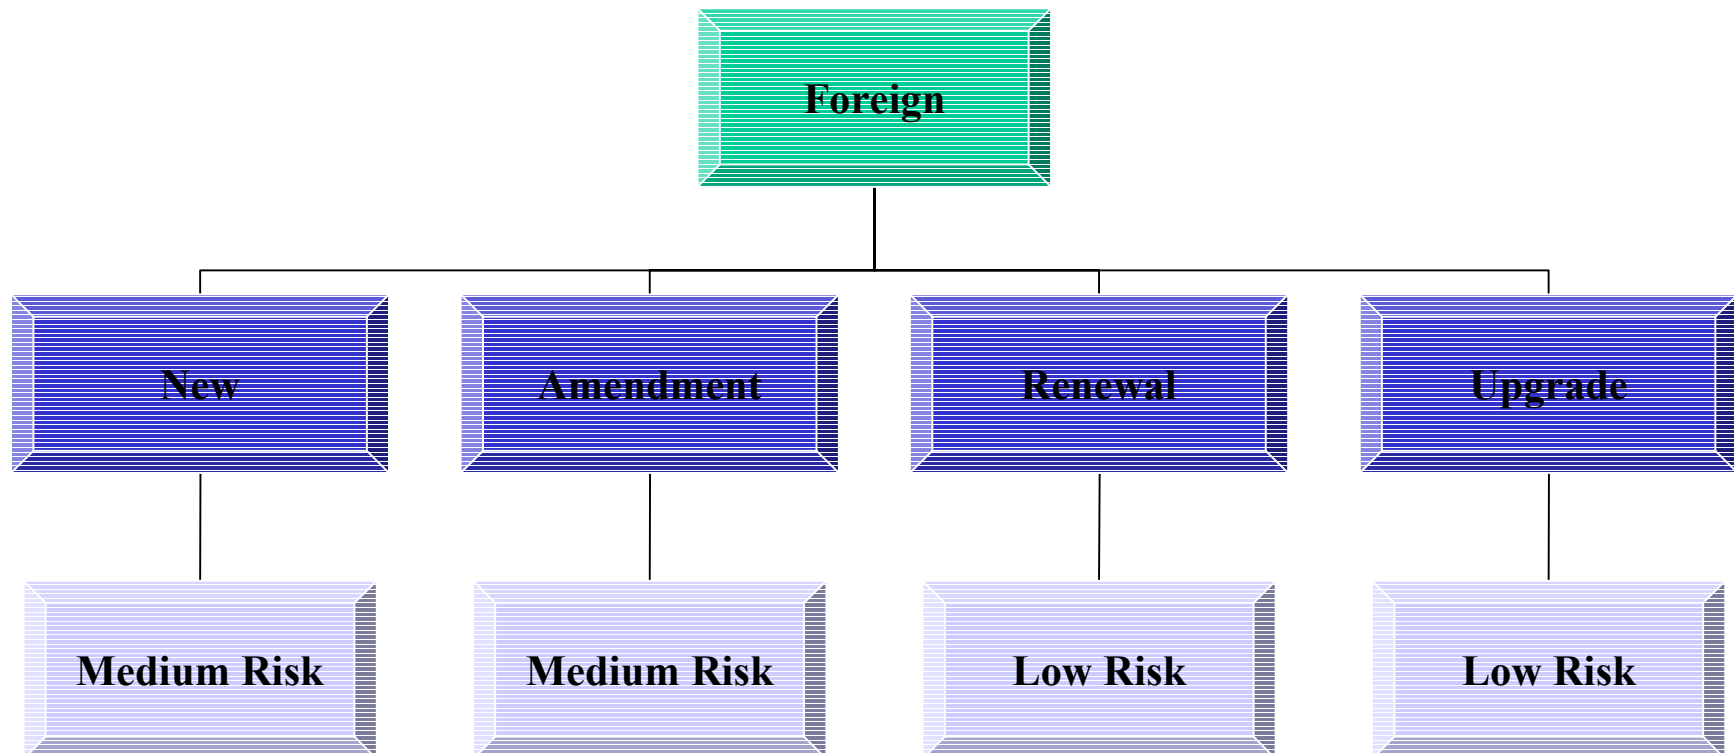 Foreign
New
Amendment
Renewal
Upgrade
Medium Risk
Medium Risk
Low Risk
Low Risk